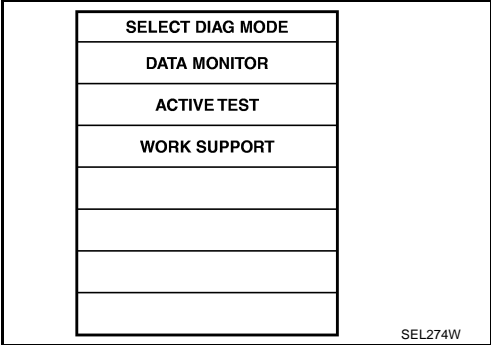 SELECT DIAG MODE
DATA MONITOR
ACTIVE TEST
WORK SUPPORT
SEL274W